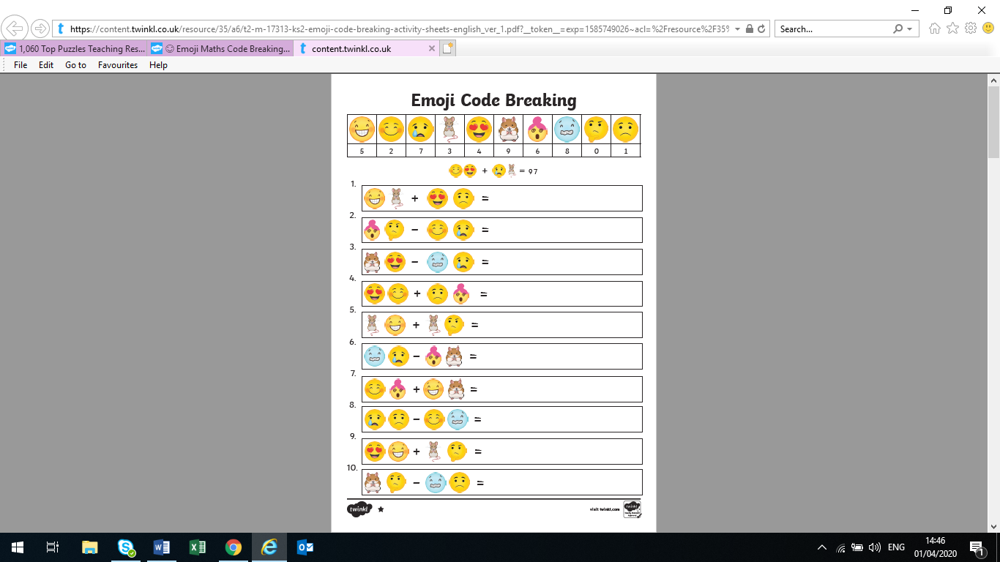 https://content.twinkl.co.uk/resource/35/a6/t2-m-17313-ks2-emoji-code-breaking-activity-sheets-english_ver_1.pdf?__token__=exp=1585749026~acl=%2Fresource%2F35% Search...
1,060 Top Puzzles Teaching Res... ☺ Emoji Maths Code Breaking... content.twinkl.co.uk
File Edit Go to Favourites Help
Emoji Code Breaking
5 2 7 3 4 9 6 8 0 1
+ = 97
1. + =
2. – =
3. – =
4. + =
5. + =
6. – =
7. + =
8. – =
9. + =
10. – =
twinkl visit twinkl.com twinkl
ENG 14:46
01/04/2020 1